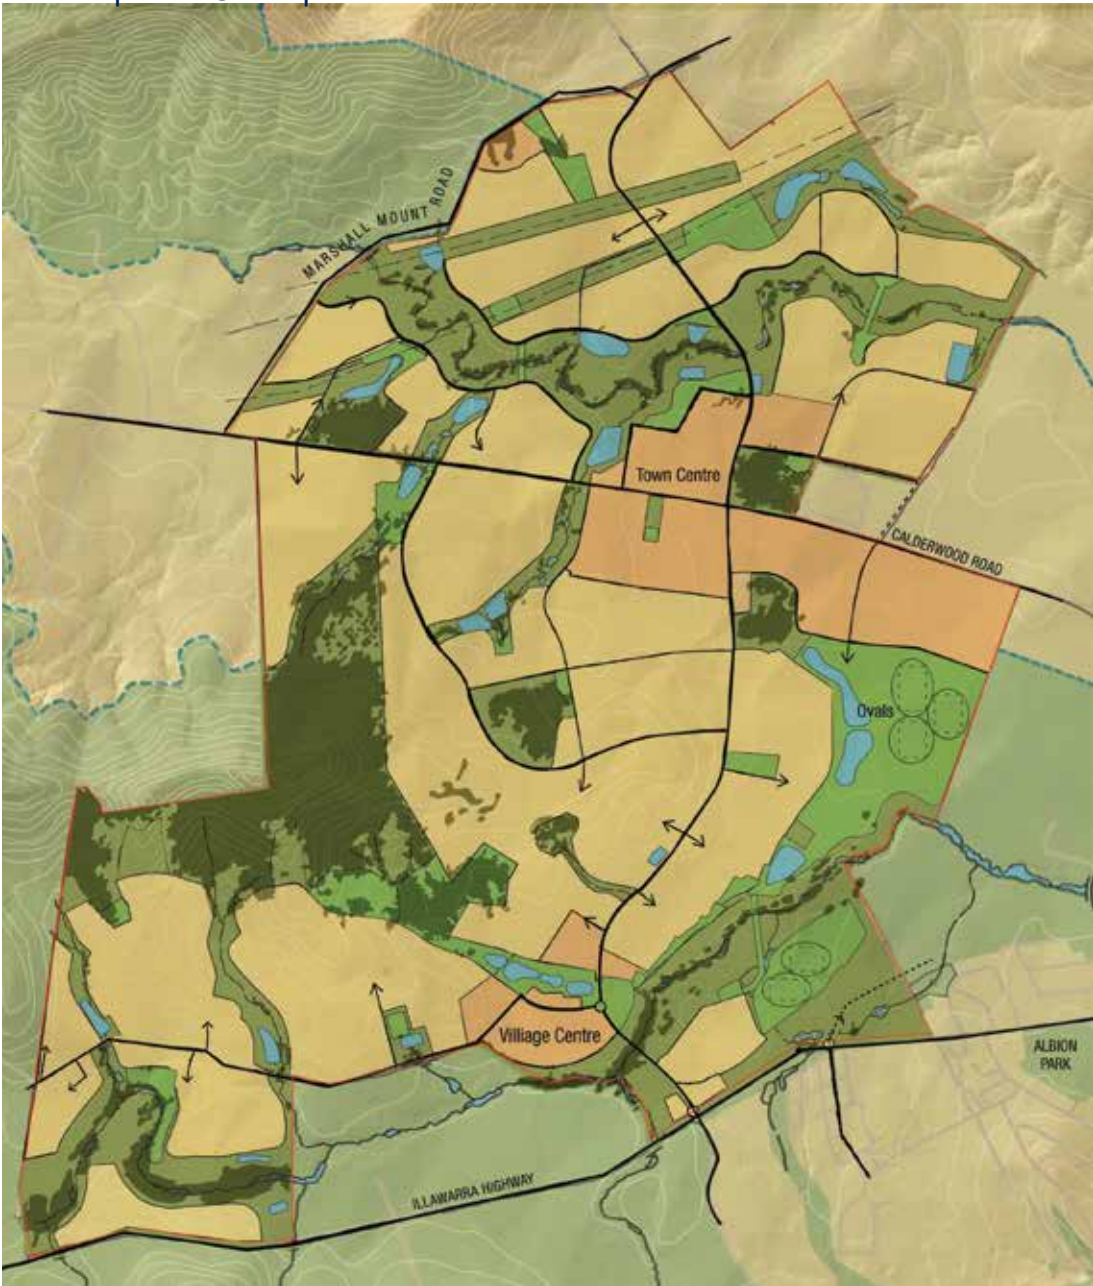 MARSHALL MOUNT ROAD
Town Centre
CALDERWOOD ROAD
Ovals
Villiage Centre
ALBION
PARK
ILLAWARRA HIGHWAY